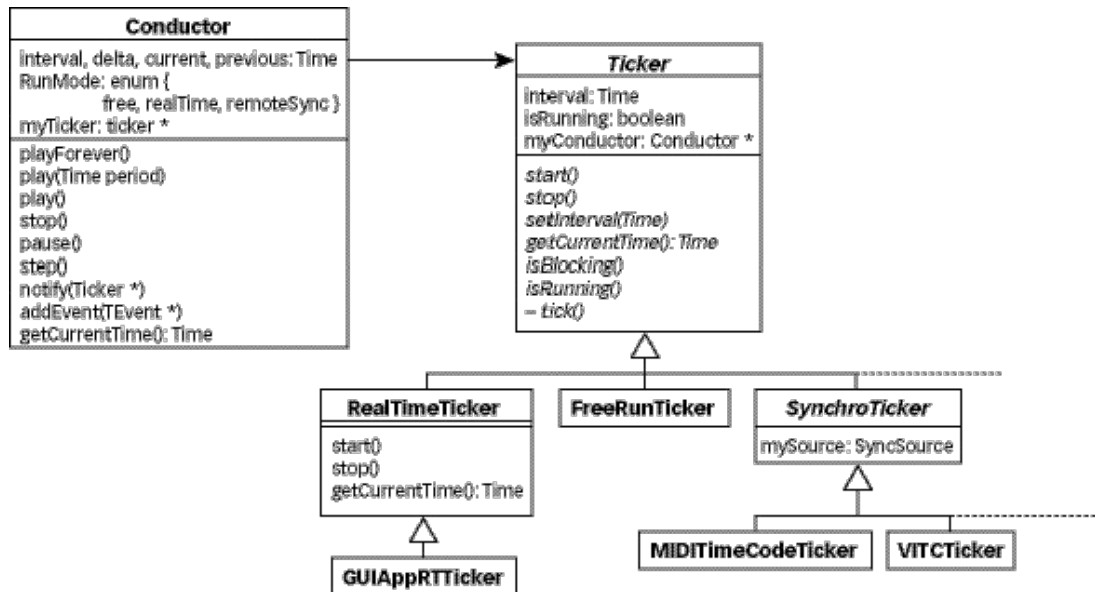 Conductor
interval, delta, current, previous: Time
RunMode: enum {
free, realTime, remoteSync }
myTicker: ticker *
playForever()
play(Time period)
play()
stop()
pause()
step()
notify(Ticker *)
addEvent(TEvent *)
getCurrentTime(): Time
Ticker
interval: Time
isRunning: boolean
myConductor: Conductor *
start()
stop()
setInterval(Time)
getCurrentTime(): Time
isBlocking()
isRunning()
– tick()
RealTimeTicker
start()
stop()
getCurrentTime(): Time
FreeRunTicker
SynchroTicker
mySource: SyncSource
GUIAppRTTicker
MIDITimeCodeTicker
VITCTicker